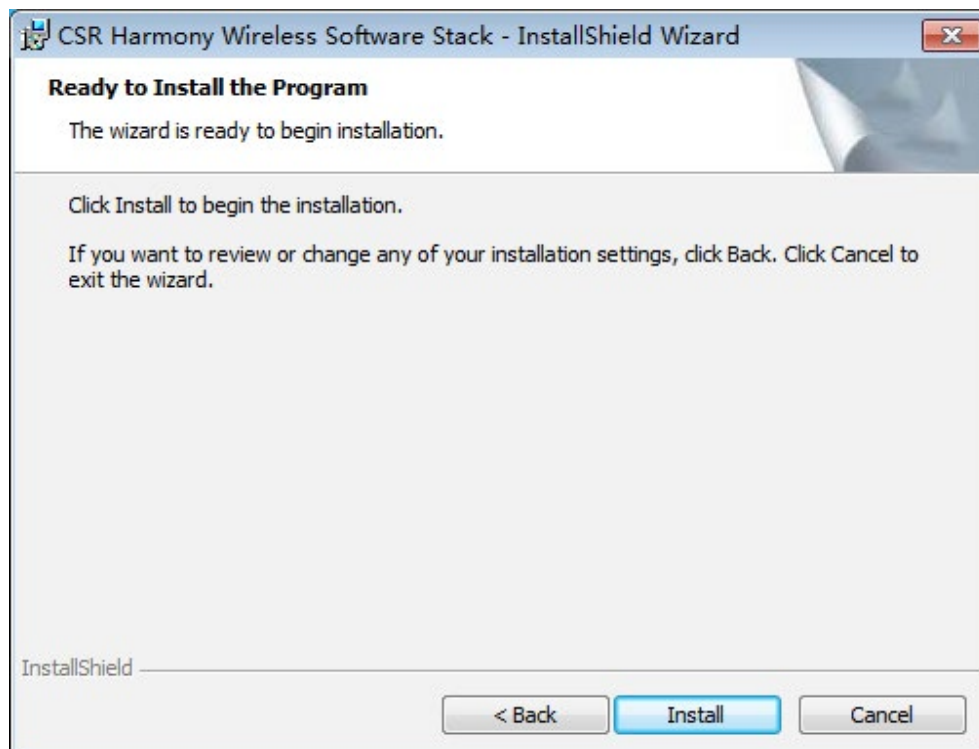 CSR Harmony Wireless Software Stack - InstallShield Wizard
Ready to Install the Program
The wizard is ready to begin installation.
Click Install to begin the installation.
If you want to review or change any of your installation settings, click Back. Click Cancel to
exit the wizard.
InstallShield
< Back
Install
Cancel